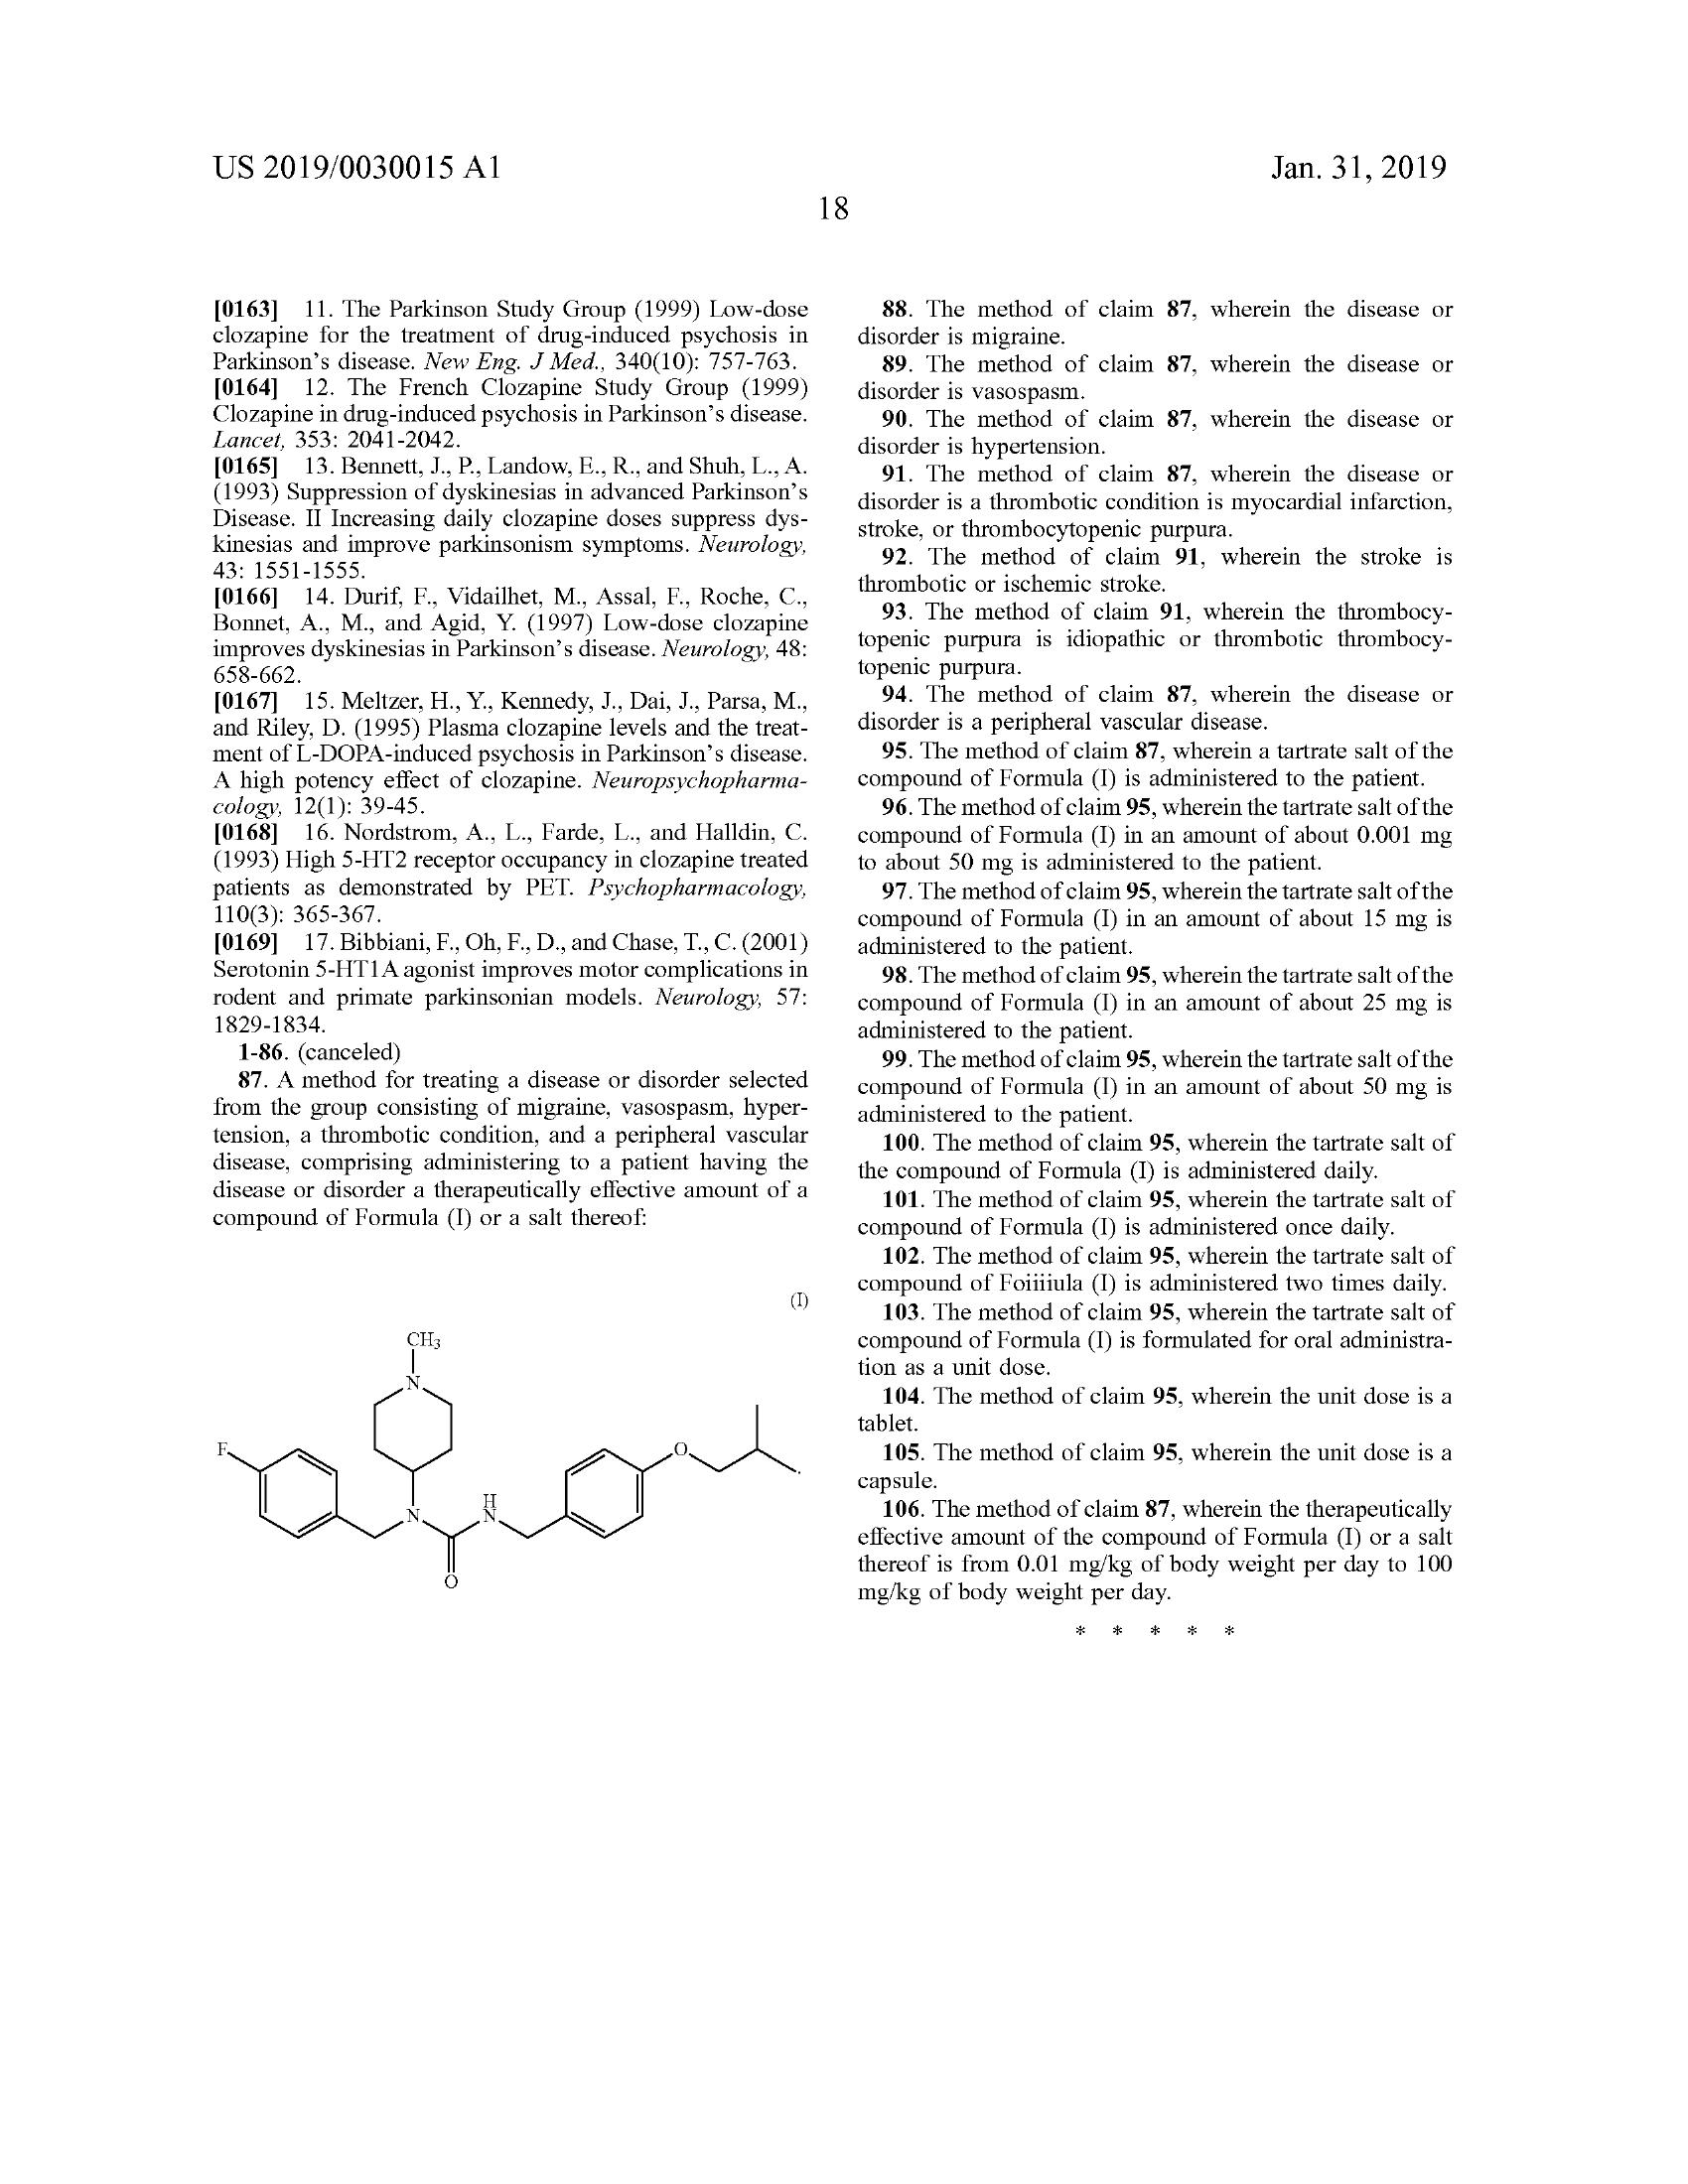 US 2019/0030015 A1
Jan. 31, 2019
18
[0163] 11. The Parkinson Study Group (1999) Low-dose
clozapine for the treatment of drug-induced psychosis in
Parkinson's disease. New Eng. J Med., 340(10): 757-763.
[0164] 12. The French Clozapine Study Group (1999)
Clozapine in drug-induced psychosis in Parkinson's disease.
Lancet, 353: 2041-2042.
[0165] 13. Bennett, J., P., Landow, E., R., and Shuh, L., A.
(1993) Suppression of dyskinesias in advanced Parkinson's
Disease. II Increasing daily clozapine doses suppress dys-
kinesias and improve parkinsonism symptoms. Neurology,
43: 1551-1555.
[0166] 14. Durif, F., Vidailhet, M., Assal, F., Roche, C.,
Bonnet, A., M., and Agid, Y. (1997) Low-dose clozapine
improves dyskinesias in Parkinson's disease. Neurology, 48:
658-662.
[0167] 15. Meltzer, H., Y., Kennedy, J., Dai, J., Parsa, M.,
and Riley, D. (1995) Plasma clozapine levels and the treat-
ment of L-DOPA-induced psychosis in Parkinson's disease.
A high potency effect of clozapine. Neuropsychopharma-
cology, 12(1): 39-45.
[0168] 16. Nordstrom, A., L., Farde, L., and Halldin, C.
(1993) High 5-HT2 receptor occupancy in clozapine treated
patients as demonstrated by PET. Psychopharmacology,
110(3): 365-367.
[0169] 17. Bibbiani, F., Oh, F., D., and Chase, T., C. (2001)
Serotonin 5-HT1A agonist improves motor complications in
rodent and primate parkinsonian models. Neurology, 57:
1829-1834.
1-86. (canceled)
87. A method for treating a disease or disorder selected
from the group consisting of migraine, vasospasm, hyper-
tension, a thrombotic condition, and a peripheral vascular
disease, comprising administering to a patient having the
disease or disorder a therapeutically effective amount of a
compound of Formula (I) or a salt thereof:
(I)
CH3
N
F
O
N
H
N
O
88. The method of claim 87, wherein the disease or
disorder is migraine.
89. The method of claim 87, wherein the disease or
disorder is vasospasm.
90. The method of claim 87, wherein the disease or
disorder is hypertension.
91. The method of claim 87, wherein the disease or
disorder is a thrombotic condition is myocardial infarction,
stroke, or thrombocytopenic purpura.
92. The method of claim 91, wherein the stroke is
thrombotic or ischemic stroke.
93. The method of claim 91, wherein the thrombocy-
topenic purpura is idiopathic or thrombotic thrombocy-
topenic purpura.
94. The method of claim 87, wherein the disease or
disorder is a peripheral vascular disease.
95. The method of claim 87, wherein a tartrate salt of the
compound of Formula (I) is administered to the patient.
96. The method of claim 95, wherein the tartrate salt of the
compound of Formula (I) in an amount of about 0.001 mg
to about 50 mg is administered to the patient.
97. The method of claim 95, wherein the tartrate salt of the
compound of Formula (I) in an amount of about 15 mg is
administered to the patient.
98. The method of claim 95, wherein the tartrate salt of the
compound of Formula (I) in an amount of about 25 mg is
administered to the patient.
99. The method of claim 95, wherein the tartrate salt of the
compound of Formula (I) in an amount of about 50 mg is
administered to the patient.
100. The method of claim 95, wherein the tartrate salt of
the compound of Formula (I) is administered daily.
101. The method of claim 95, wherein the tartrate salt of
compound of Formula (I) is administered once daily.
102. The method of claim 95, wherein the tartrate salt of
compound of Foiiiiula (I) is administered two times daily.
103. The method of claim 95, wherein the tartrate salt of
compound of Formula (I) is formulated for oral administra-
tion as a unit dose.
104. The method of claim 95, wherein the unit dose is a
tablet.
105. The method of claim 95, wherein the unit dose is a
capsule.
106. The method of claim 87, wherein the therapeutically
effective amount of the compound of Formula (I) or a salt
thereof is from 0.01 mg/kg of body weight per day to 100
mg/kg of body weight per day.
* * * * *